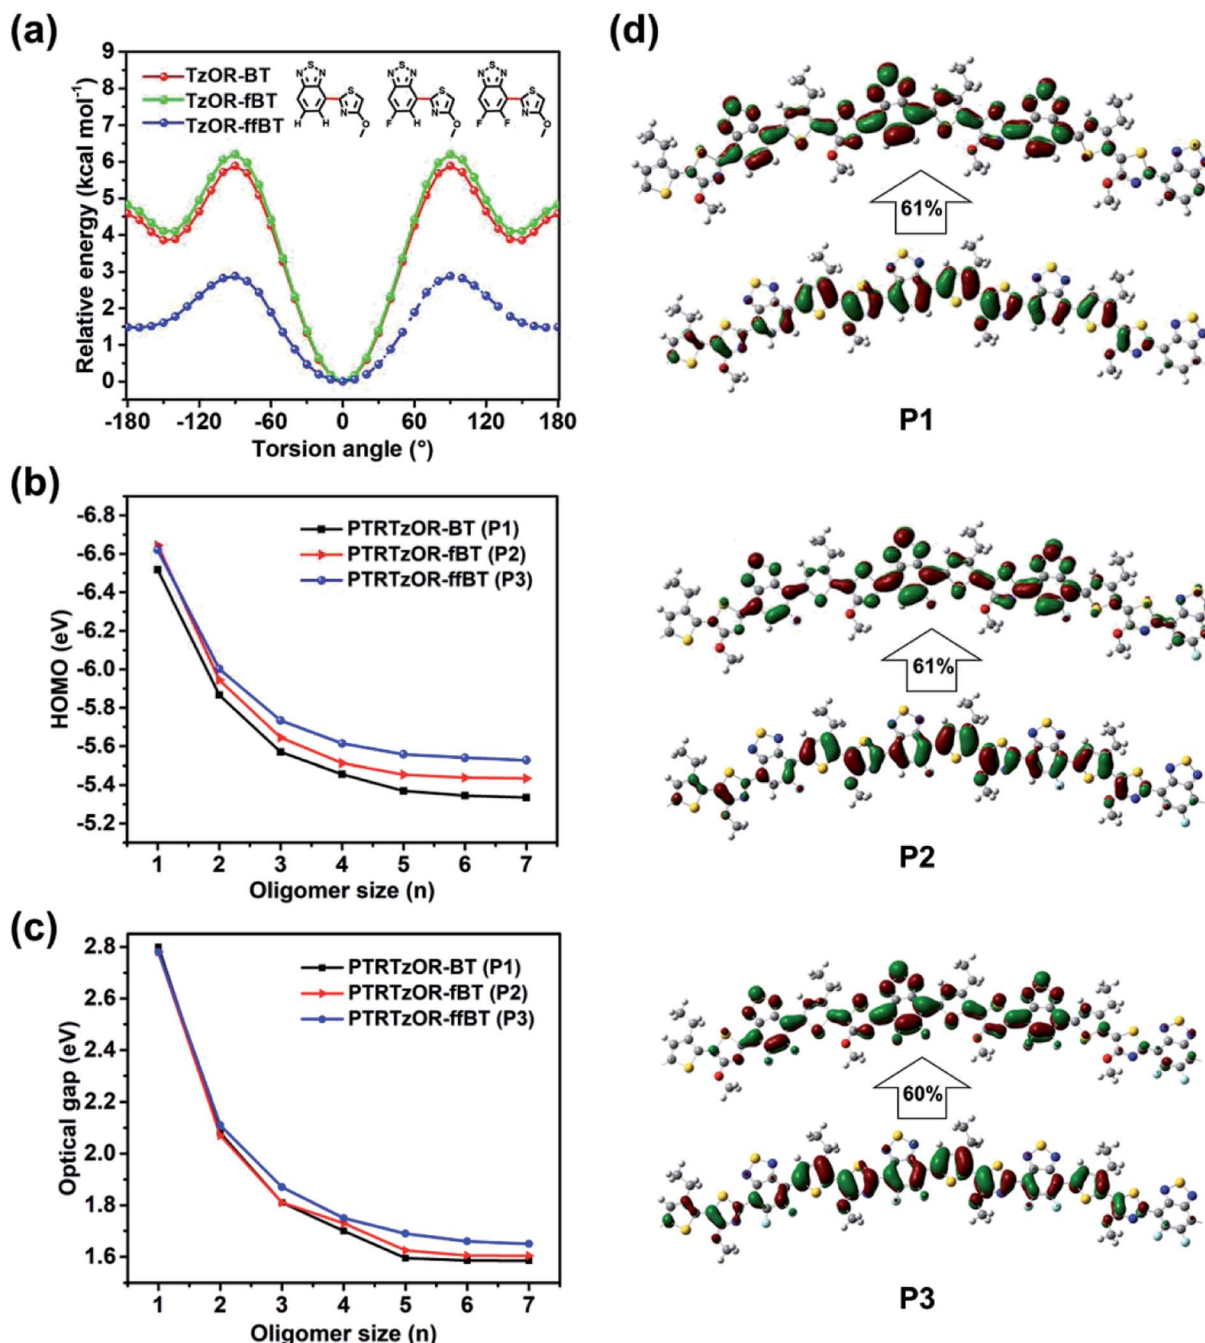 (a)
Relative energy (kcal mol⁻¹)
9
8
7
6
5
4
3
2
1
0
TzOR-BT
TzOR-fBT
TzOR-ffBT
S
N N
S
N
O
H H
S
N N
S
N
O
F H
S
N N
S
N
O
F F
-180 -120 -60 0 60 120 180
Torsion angle (°)
(b)
HOMO (eV)
-6.8
-6.6
-6.4
-6.2
-6.0
-5.8
-5.6
-5.4
-5.2
PTRTzOR-BT (P1)
PTRTzOR-fBT (P2)
PTRTzOR-ffBT (P3)
1 2 3 4 5 6 7
Oligomer size (n)
(c)
Optical gap (eV)
2.8
2.6
2.4
2.2
2.0
1.8
1.6
PTRTzOR-BT (P1)
PTRTzOR-fBT (P2)
PTRTzOR-ffBT (P3)
1 2 3 4 5 6 7
Oligomer size (n)
(d)
61%
P1
61%
P2
60%
P3